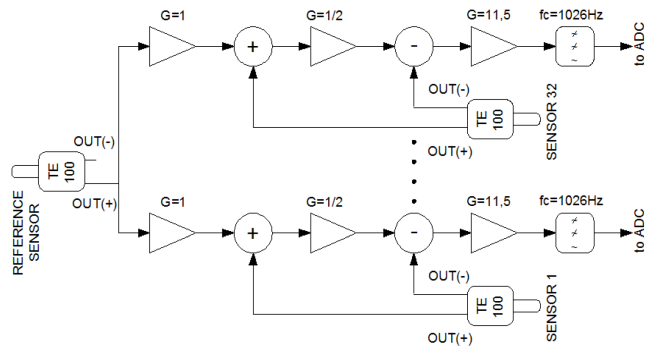 G=1
G=1/2
G=11,5
fc=1026Hz
+
-
≠
≠
~
to ADC
OUT(-)
TE
100
SENSOR 32
OUT(+)
OUT(-)
TE
100
OUT(+)
REFERENCE
SENSOR
G=1
G=1/2
G=11,5
fc=1026Hz
+
-
≠
≠
~
to ADC
OUT(-)
TE
100
SENSOR 1
OUT(+)